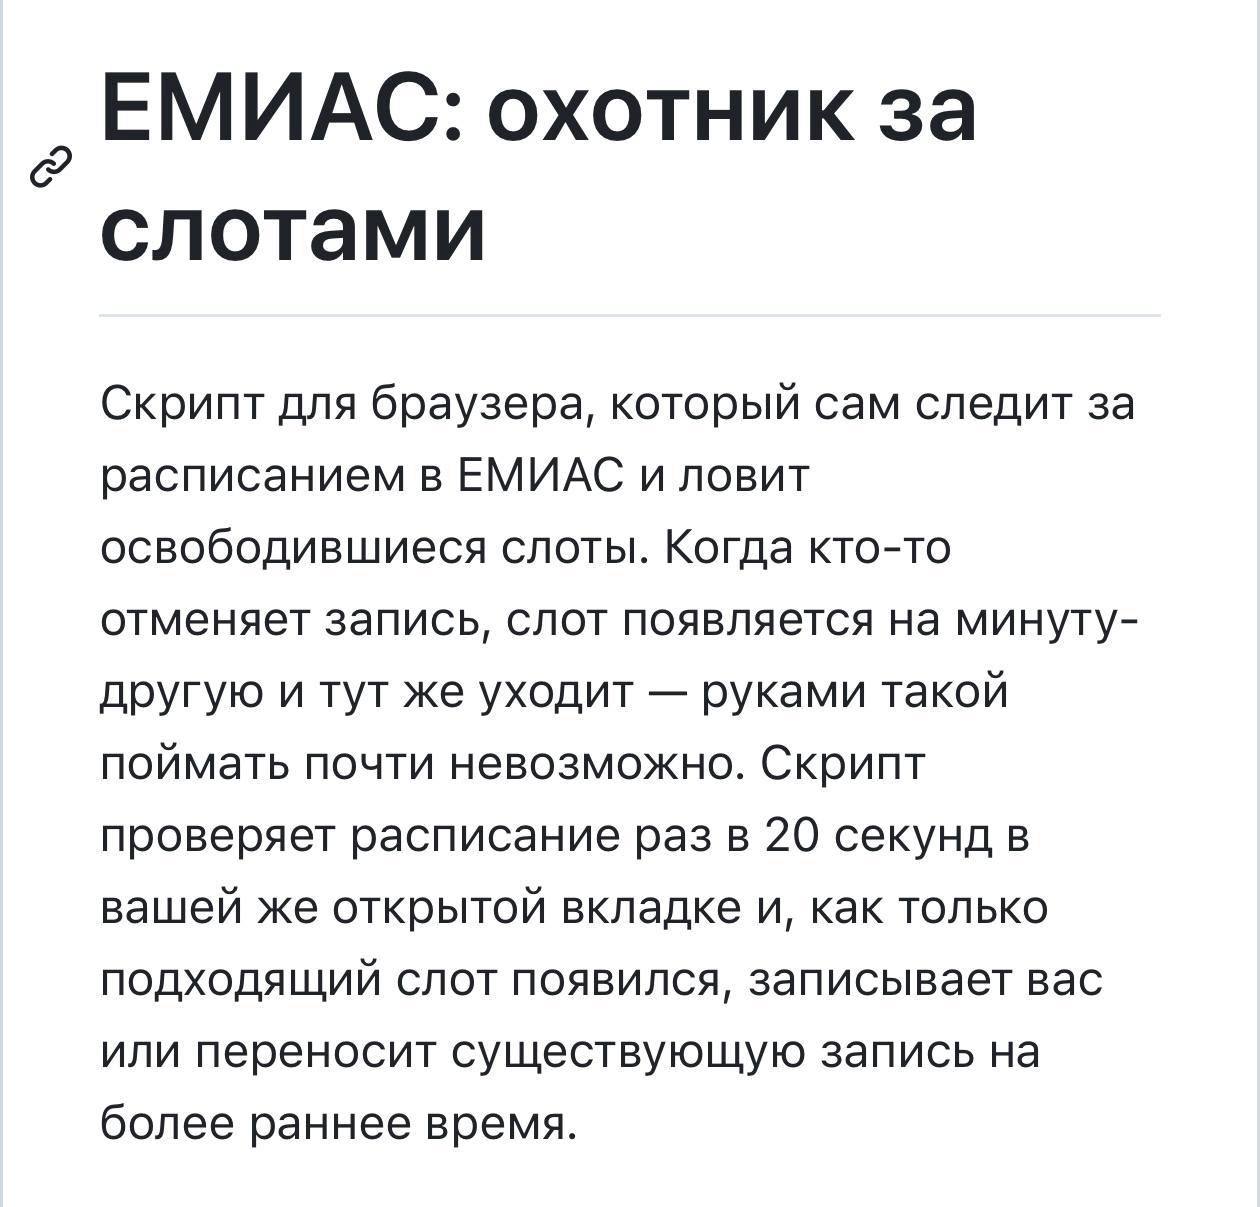 ЕМИАС: охотник за
слотами
Скрипт для браузера, который сам следит за
расписанием в ЕМИАС и ловит
освободившиеся слоты. Когда кто-то
отменяет запись, слот появляется на минуту-
другую и тут же уходит — руками такой
поймать почти невозможно. Скрипт
проверяет расписание раз в 20 секунд в
вашей же открытой вкладке и, как только
подходящий слот появился, записывает вас
или переносит существующую запись на
более раннее время.